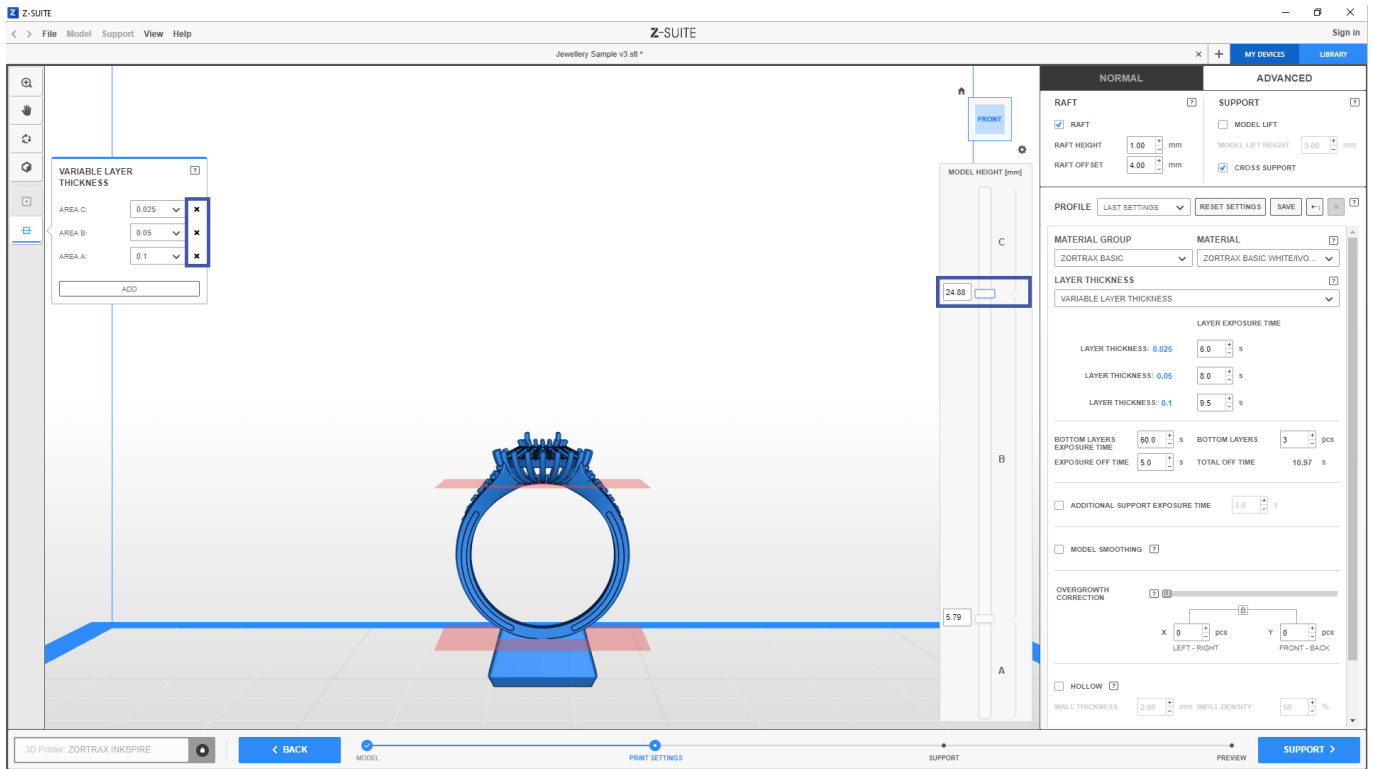 Z-SUITE
File Model Support View Help
Z-SUITE
Sign in
Jewellery Sample v3.stl *
MY DEVICES
LIBRARY
VARIABLE LAYER
THICKNESS
AREA C: 0.025
AREA B: 0.05
AREA A: 0.1
ADD
FRONT
MODEL HEIGHT [mm]
C
24.88
B
5.79
A
NORMAL
ADVANCED
RAFT
RAFT
RAFT HEIGHT 1.00 mm
RAFT OFFSET 4.00 mm
SUPPORT
MODEL LIFT
MODEL LIFT HEIGHT 5.00 mm
CROSS SUPPORT
PROFILE LAST SETTINGS RESET SETTINGS SAVE
MATERIAL GROUP MATERIAL
ZORTRAX BASIC ZORTRAX BASIC WHITE/IVO...
LAYER THICKNESS
VARIABLE LAYER THICKNESS
LAYER EXPOSURE TIME
LAYER THICKNESS: 0.025 6.0 s
LAYER THICKNESS: 0.05 8.0 s
LAYER THICKNESS: 0.1 9.5 s
BOTTOM LAYERS
EXPOSURE TIME 60.0 s BOTTOM LAYERS 3 pcs
EXPOSURE OFF TIME 5.0 s TOTAL OFF TIME 10.97 s
ADDITIONAL SUPPORT EXPOSURE TIME 3.0 s
MODEL SMOOTHING
OVERGROWTH
CORRECTION
X 0 pcs Y 0 pcs
LEFT - RIGHT FRONT - BACK
HOLLOW
WALL THICKNESS 2.00 mm INFILL DENSITY 50 %
3D Printer: ZORTRAX INKSPIRE
BACK
MODEL
PRINT SETTINGS
SUPPORT
PREVIEW
SUPPORT